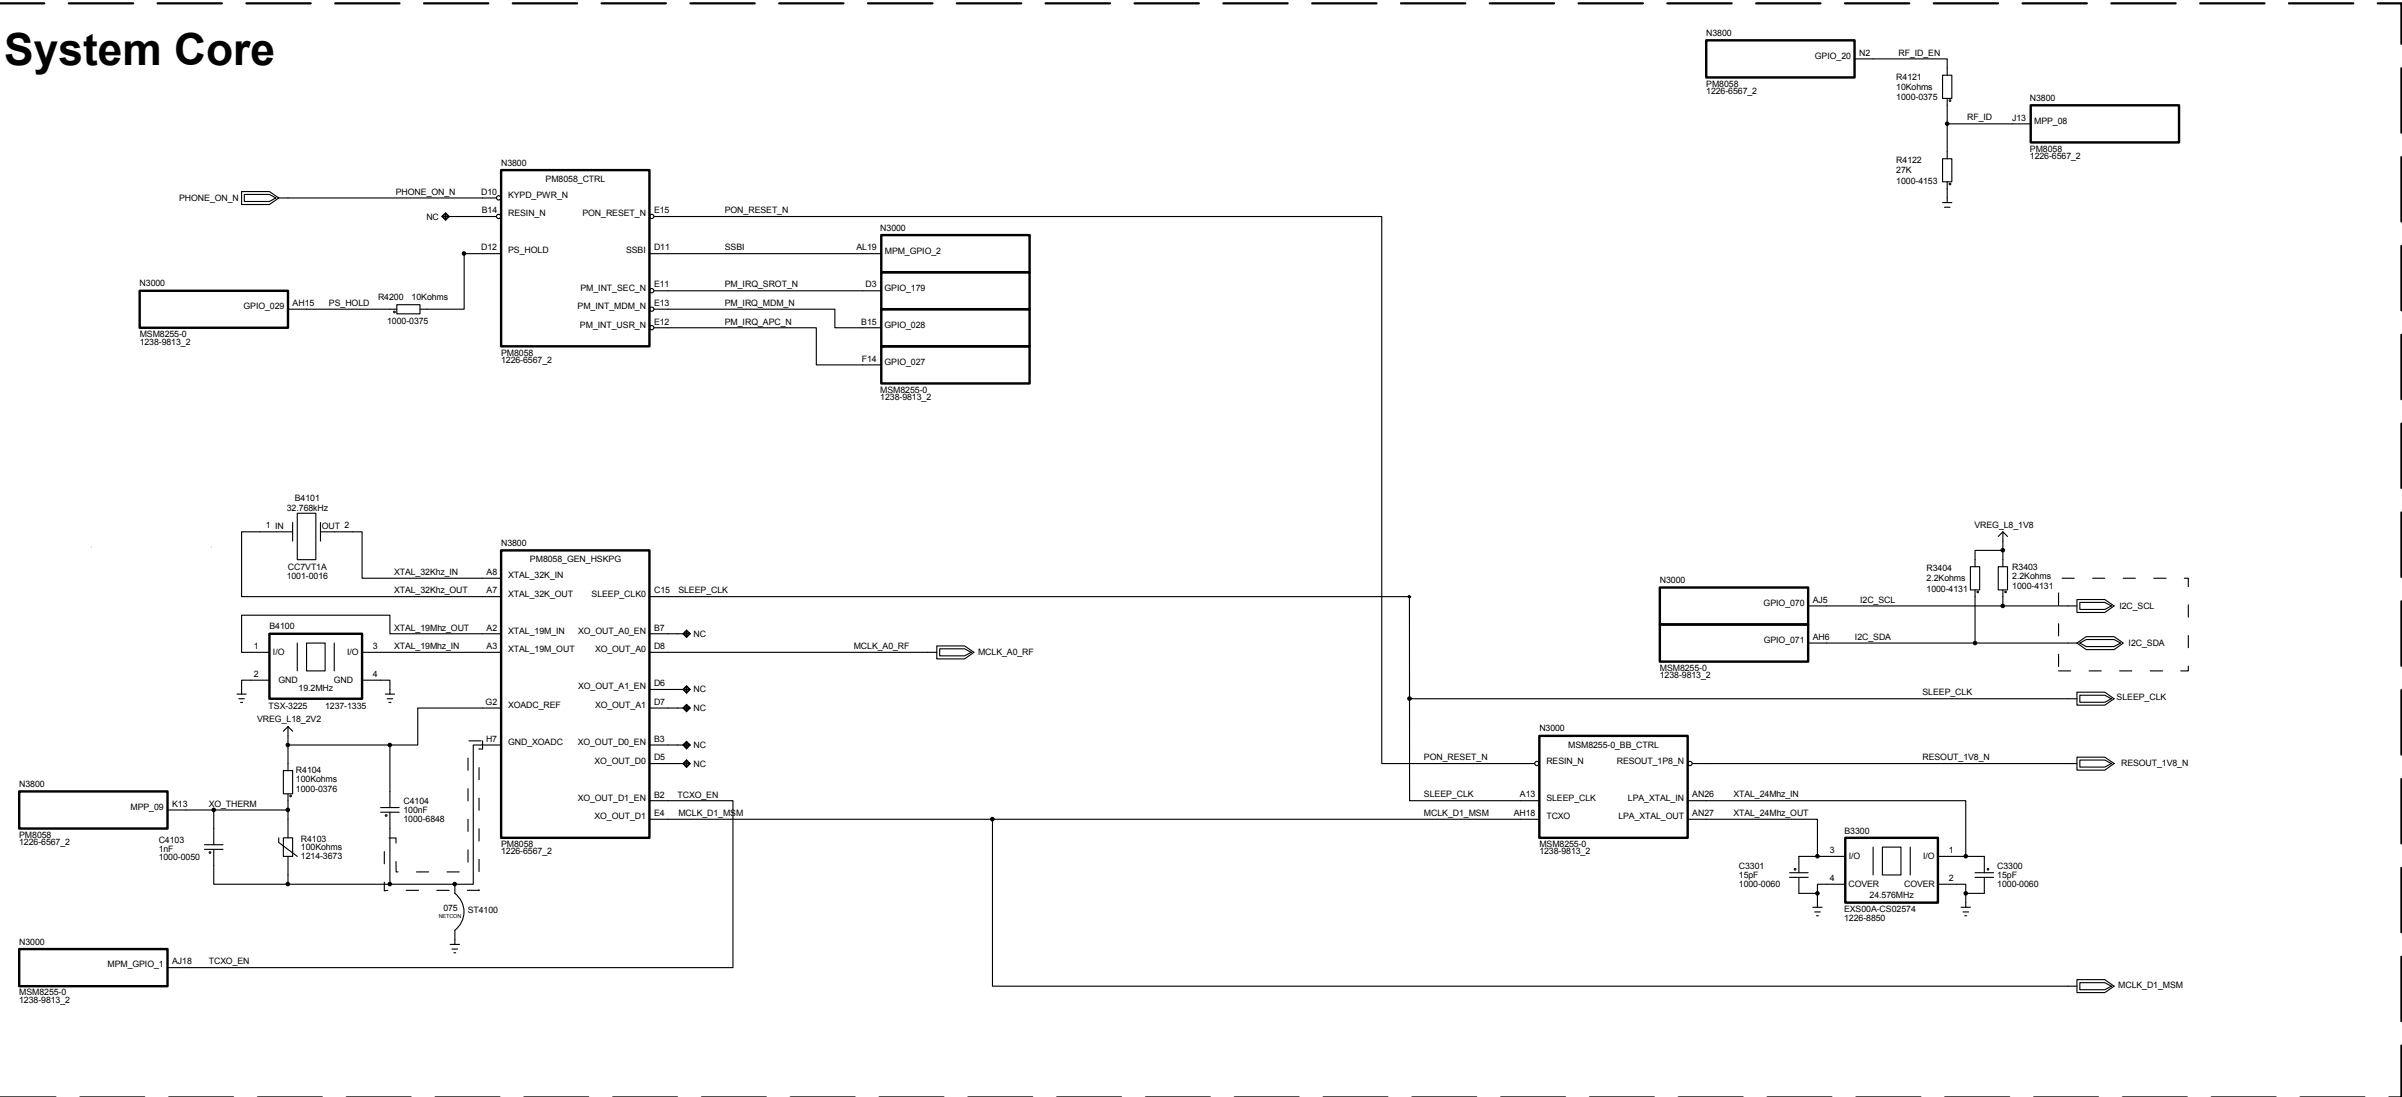 System Core
N3800
GPIO_20
N2
RF_ID_EN
PM8058
1226-6567_2
R4121
10Kohms
1000-0375
N3800
RF_ID
J13
MPP_08
PM8058
1226-6567_2
R4122
27K
1000-4153
N3800
PM8058_CTRL
PHONE_ON_N
PHONE_ON_N
D10
KYPD_PWR_N
NC
B14
RESIN_N
PON_RESET_N
E15
PON_RESET_N
D12
PS_HOLD
SSBI
D11
SSBI
PM_INT_SEC_N
E11
PM_IRQ_SROT_N
PM_INT_MDM_N
E13
PM_IRQ_MDM_N
PM_INT_USR_N
E12
PM_IRQ_APC_N
PM8058
1226-6567_2
N3000
AL19
MPM_GPIO_2
D3
GPIO_179
B15
GPIO_028
F14
GPIO_027
MSM8255-0
1238-9813_2
N3000
GPIO_029
AH15
PS_HOLD
R4200
10Kohms
1000-0375
MSM8255-0
1238-9813_2
B4101
32.768kHz
1
IN
OUT
2
CC7VT1A
1001-0016
N3800
PM8058_GEN_HSKPG
XTAL_32Khz_IN
A8
XTAL_32K_IN
XTAL_32Khz_OUT
A7
XTAL_32K_OUT
SLEEP_CLK0
C15
SLEEP_CLK
XTAL_19Mhz_OUT
A2
XTAL_19M_IN
XO_OUT_A0_EN
B7
NC
XTAL_19Mhz_IN
A3
XTAL_19M_OUT
XO_OUT_A0
D8
MCLK_A0_RF
MCLK_A0_RF
XO_OUT_A1_EN
D6
NC
G2
XOADC_REF
XO_OUT_A1
D7
NC
H7
GND_XOADC
XO_OUT_D0_EN
B3
NC
XO_OUT_D0
D5
NC
XO_OUT_D1_EN
B2
TCXO_EN
XO_OUT_D1
E4
MCLK_D1_MSM
PM8058
1226-6567_2
B4100
1
I/O
I/O
3
2
GND
GND
4
19.2MHz
TSX-3225
1237-1335
VREG_L18_2V2
R4104
100Kohms
1000-0376
N3800
MPP_09
K13
XO_THERM
PM8058
1226-6567_2
C4103
1nF
1000-0050
R4103
100Kohms
1214-3673
C4104
100nF
1000-6848
075
NETCON
ST4100
N3000
MPM_GPIO_1
AJ18
TCXO_EN
MSM8255-0
1238-9813_2
VREG_L8_1V8
R3404
2.2Kohms
1000-4131
R3403
2.2Kohms
1000-4131
N3000
GPIO_070
AJ5
I2C_SCL
I2C_SCL
GPIO_071
AH6
I2C_SDA
I2C_SDA
MSM8255-0
1238-9813_2
SLEEP_CLK
SLEEP_CLK
N3000
MSM8255-0_BB_CTRL
PON_RESET_N
RESIN_N
RESOUT_1P8_N
RESOUT_1V8_N
RESOUT_1V8_N
SLEEP_CLK
A13
SLEEP_CLK
LPA_XTAL_IN
AN26
XTAL_24Mhz_IN
MCLK_D1_MSM
AH18
TCXO
LPA_XTAL_OUT
AN27
XTAL_24Mhz_OUT
MSM8255-0
1238-9813_2
B3300
3
I/O
I/O
1
4
COVER
COVER
2
24.576MHz
EXS00A-CS02574
1226-8850
C3301
15pF
1000-0060
C3300
15pF
1000-0060
MCLK_D1_MSM